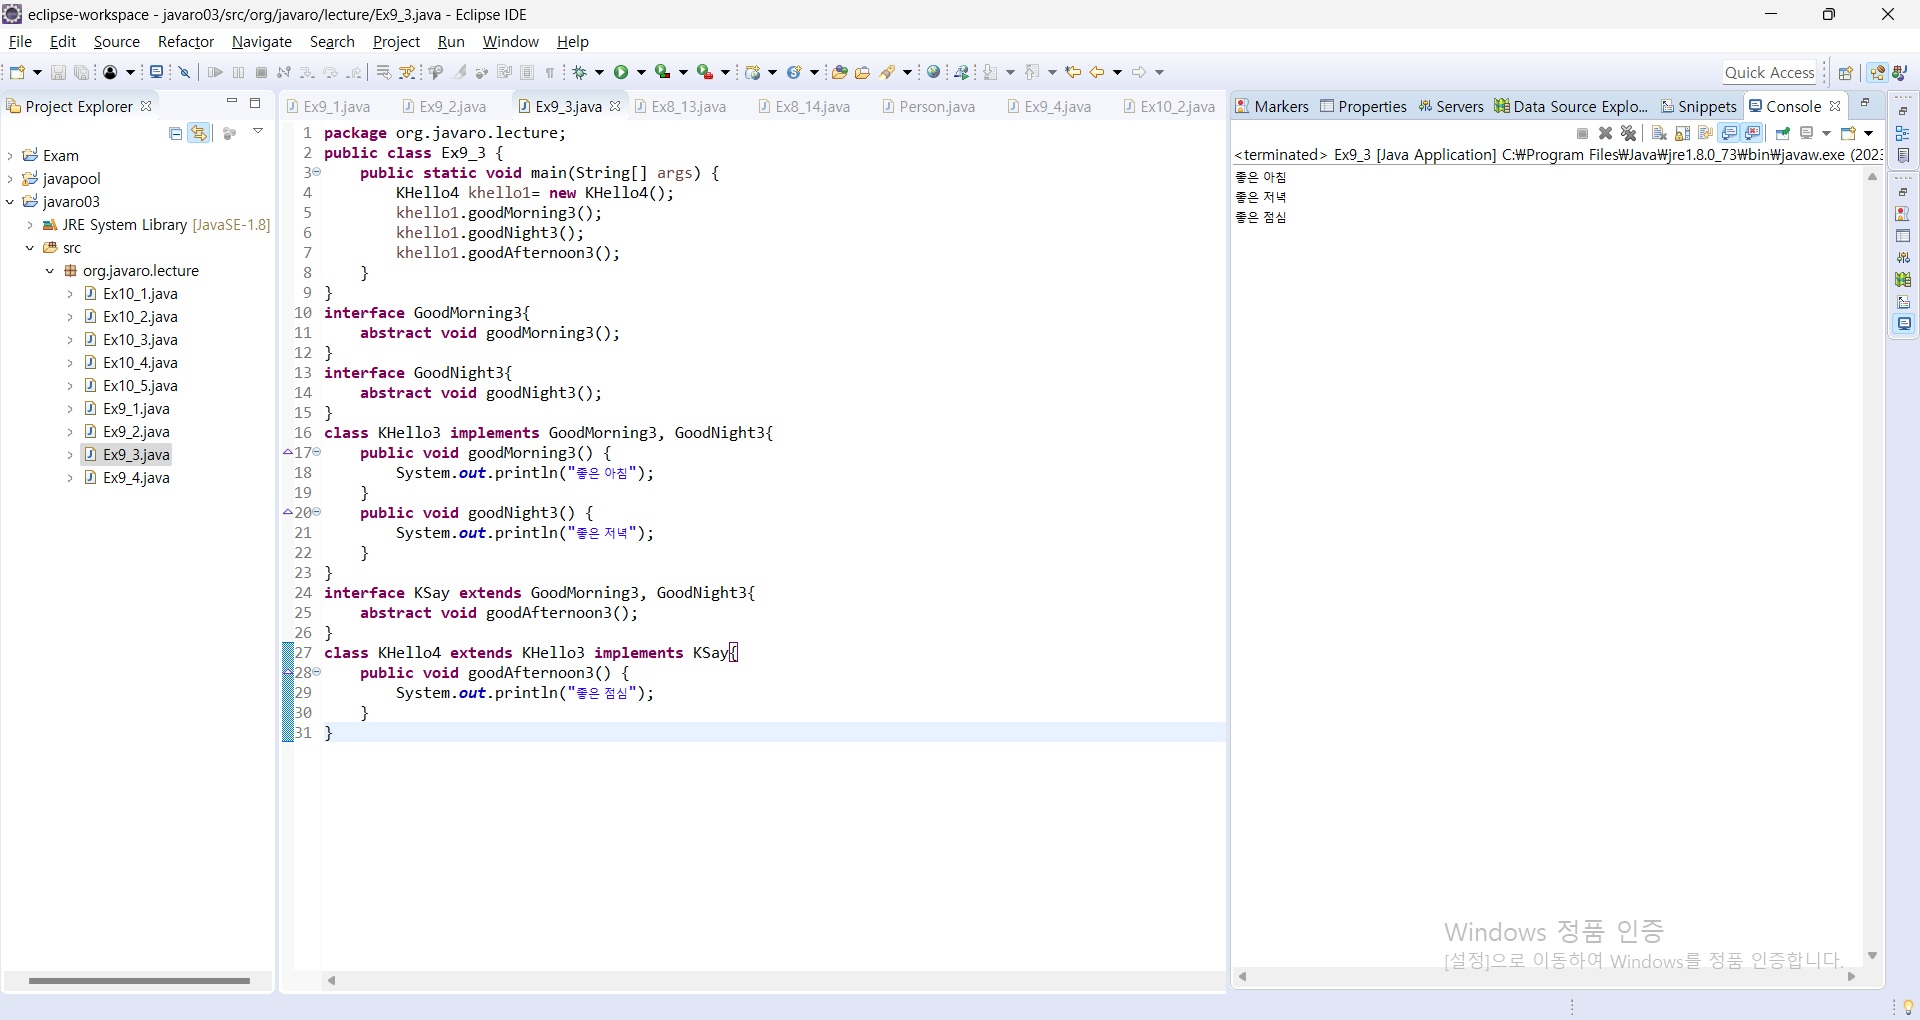 eclipse-workspace - javaro03/src/org/javaro/lecture/Ex9_3.java - Eclipse IDE
File Edit Source Refactor Navigate Search Project Run Window Help
Quick Access
Project Explorer
Exam
javapool
javaro03
JRE System Library [JavaSE-1.8]
src
org.javaro.lecture
Ex10_1.java
Ex10_2.java
Ex10_3.java
Ex10_4.java
Ex10_5.java
Ex9_1.java
Ex9_2.java
Ex9_3.java
Ex9_4.java
Ex9_1.java Ex9_2.java Ex9_3.java Ex8_13.java Ex8_14.java Person.java Ex9_4.java Ex10_2.java
1 package org.javaro.lecture;
2 public class Ex9_3 {
3 public static void main(String[] args) {
4 KHello4 khello1= new KHello4();
5 khello1.goodMorning3();
6 khello1.goodNight3();
7 khello1.goodAfternoon3();
8 }
9 }
10 interface GoodMorning3{
11 abstract void goodMorning3();
12 }
13 interface GoodNight3{
14 abstract void goodNight3();
15 }
16 class KHello3 implements GoodMorning3, GoodNight3{
17 public void goodMorning3() {
18 System.out.println("좋은 아침");
19 }
20 public void goodNight3() {
21 System.out.println("좋은 저녁");
22 }
23 }
24 interface KSay extends GoodMorning3, GoodNight3{
25 abstract void goodAfternoon3();
26 }
27 class KHello4 extends KHello3 implements KSay{
28 public void goodAfternoon3() {
29 System.out.println("좋은 점심");
30 }
31 }
Markers Properties Servers Data Source Explo... Snippets Console
<terminated> Ex9_3 [Java Application] C:₩Program Files₩Java₩jre1.8.0_73₩bin₩javaw.exe (2023
좋은 아침
좋은 저녁
좋은 점심
Windows 정품 인증
[설정]으로 이동하여 Windows를 정품 인증합니다.